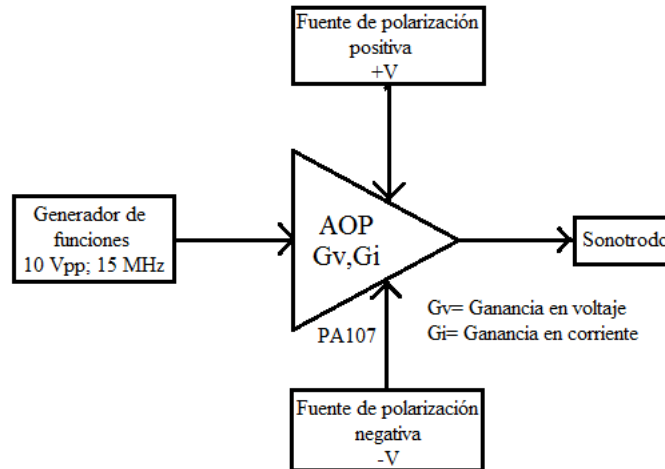 Fuente de polarización
positiva
+V
Generador de
funciones
10 Vpp; 15 MHz
AOP
Gv,Gi
Sonotrodo
PA107
Gv= Ganancia en voltaje
Gi= Ganancia en corriente
Fuente de polarización
negativa
-V